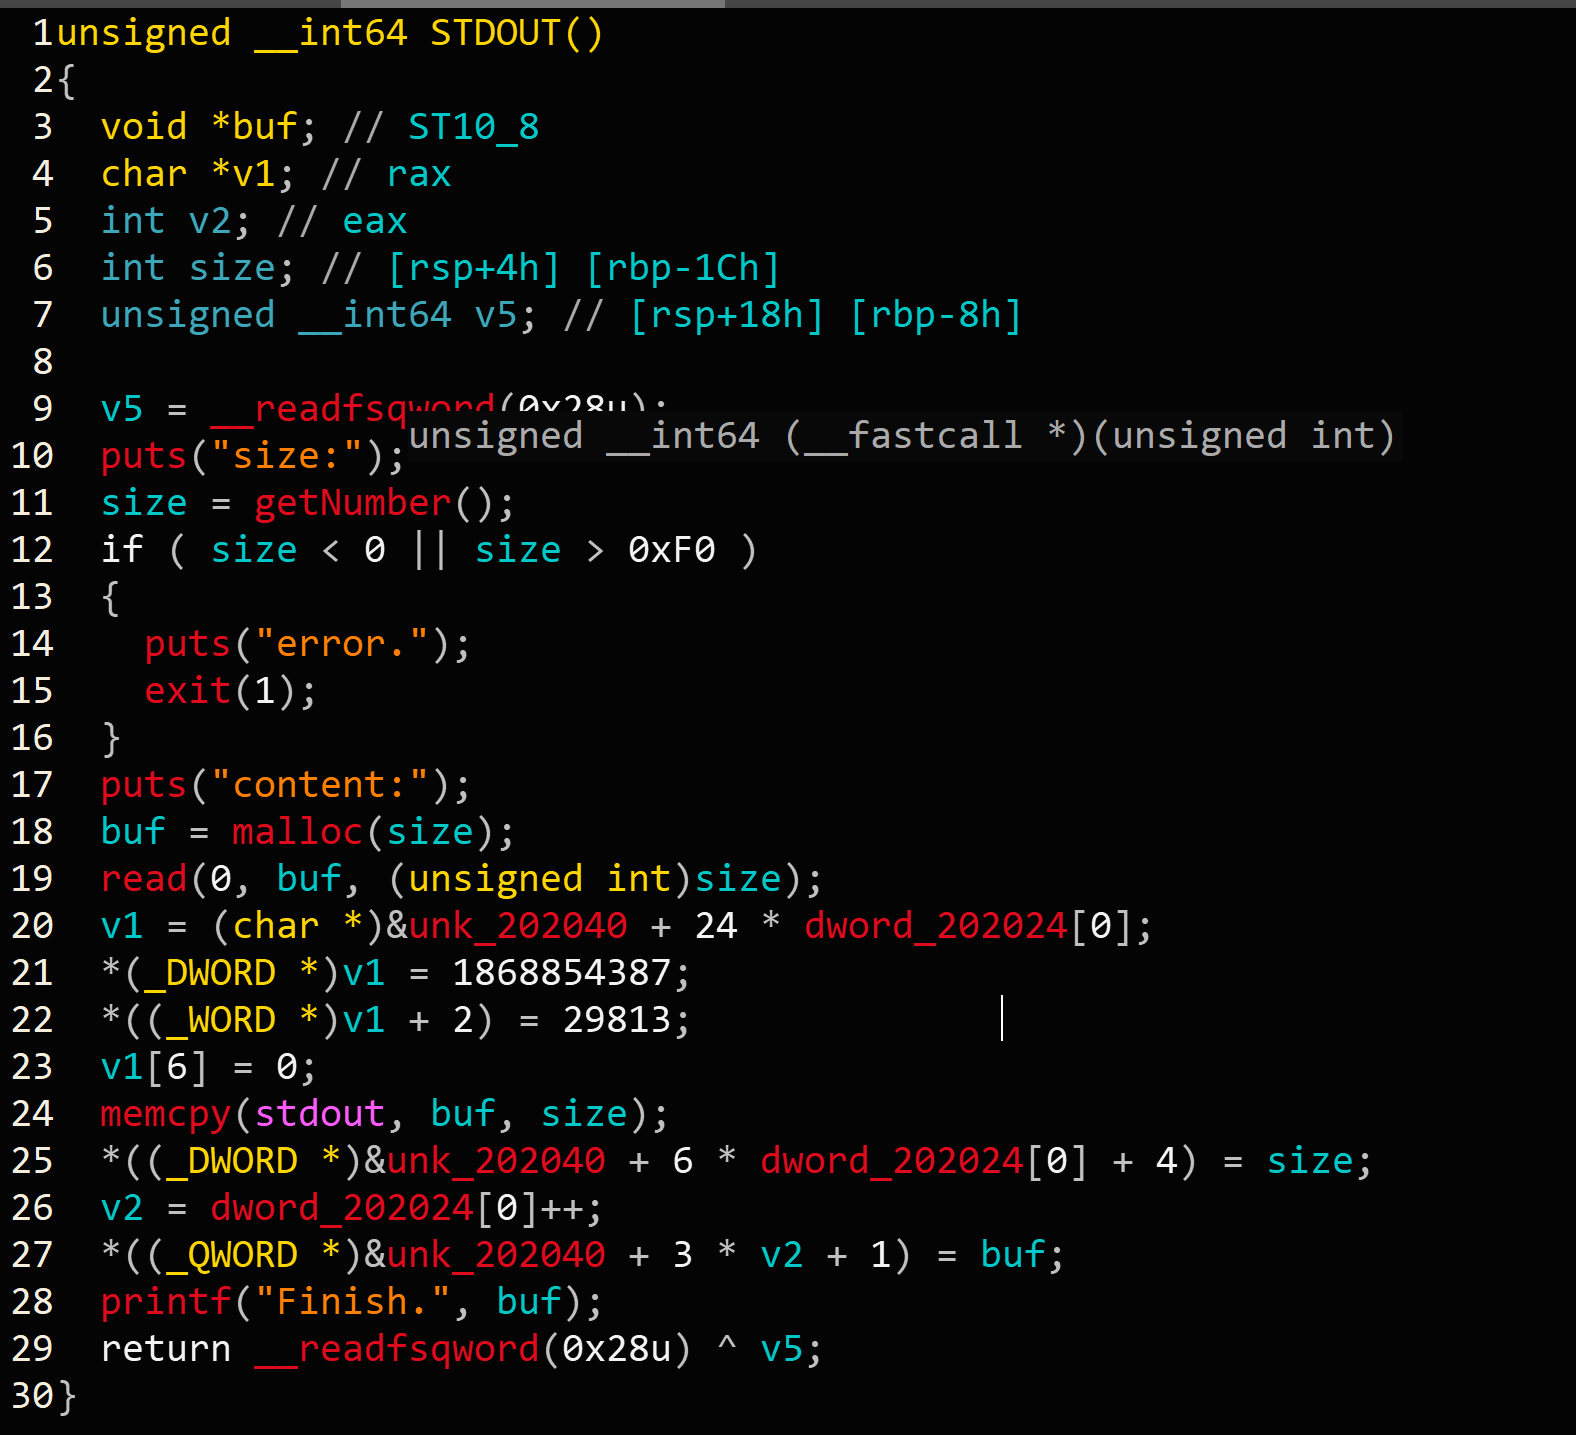 1 unsigned __int64 STDOUT()
2 {
3   void *buf; // ST10_8
4   char *v1; // rax
5   int v2; // eax
6   int size; // [rsp+4h] [rbp-1Ch]
7   unsigned __int64 v5; // [rsp+18h] [rbp-8h]
8
9   v5 = __readfsqword(0x28u);
unsigned __int64 (__fastcall *)(unsigned int)
10   puts("size:");
11   size = getNumber();
12   if ( size < 0 || size > 0xF0 )
13   {
14     puts("error.");
15     exit(1);
16   }
17   puts("content:");
18   buf = malloc(size);
19   read(0, buf, (unsigned int)size);
20   v1 = (char *)&unk_202040 + 24 * dword_202024[0];
21   *(_DWORD *)v1 = 1868854387;
22   *((_WORD *)v1 + 2) = 29813;
23   v1[6] = 0;
24   memcpy(stdout, buf, size);
25   *((_DWORD *)&unk_202040 + 6 * dword_202024[0] + 4) = size;
26   v2 = dword_202024[0]++;
27   *((_QWORD *)&unk_202040 + 3 * v2 + 1) = buf;
28   printf("Finish.", buf);
29   return __readfsqword(0x28u) ^ v5;
30 }